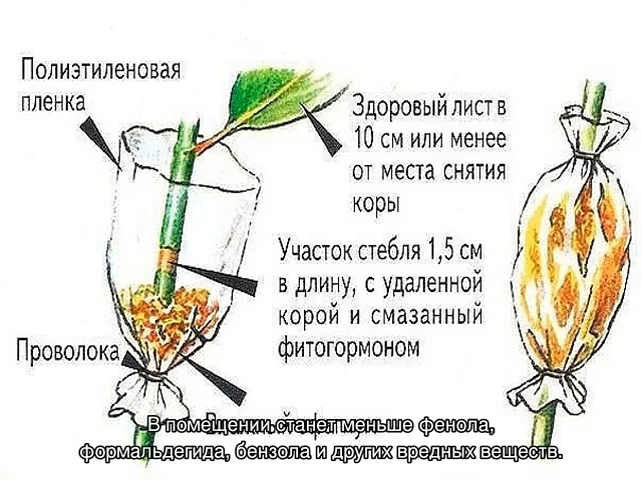 Полиэтиленовая
пленка
Здоровый лист в
10 см или менее
от места снятия
коры
Участок стебля 1,5 см
в длину, с удаленной
корой и смазанный
фитогормоном
Проволока
В помещении станет меньше фенола,
формальдегида, бензола и других вредных веществ.